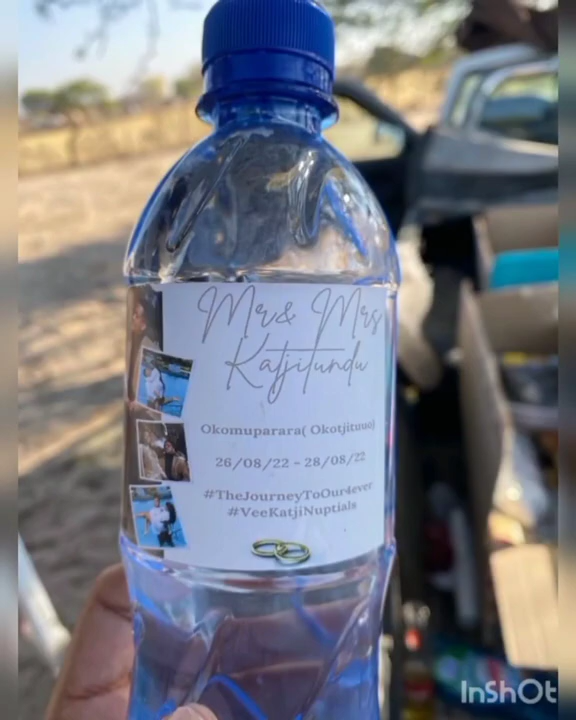 Mr & Mrs
Katjitundu
Okomuparara( Okotjituuo)
26/08/22 - 28/08/22
#TheJourneyToOur4ever
#VeeKatjiNuptials
InShOt